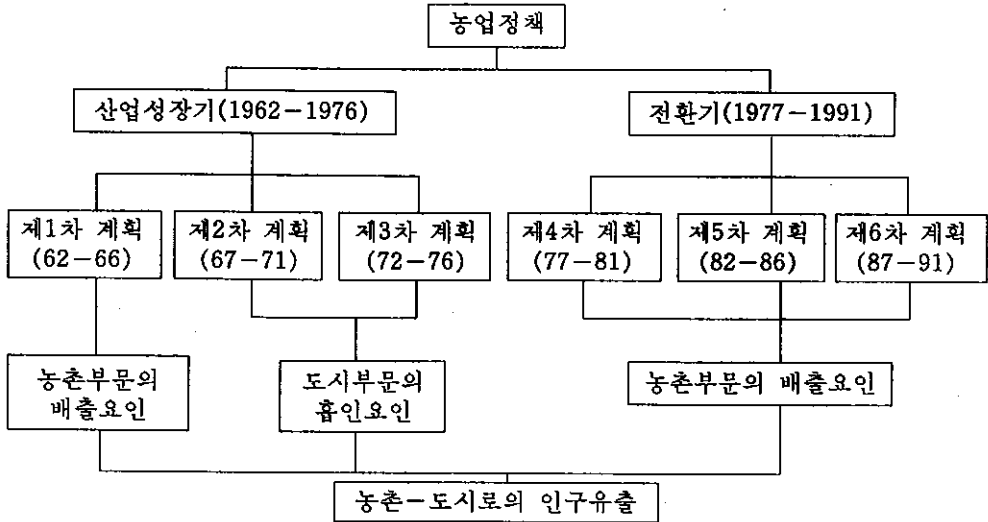 농업정책
산업성장기(1962-1976)
전환기(1977-1991)
제1차 계획
(62-66)
제2차 계획
(67-71)
제3차 계획
(72-76)
제4차 계획
(77-81)
제5차 계획
(82-86)
제6차 계획
(87-91)
농촌부문의
배출요인
도시부문의
흡인요인
농촌부문의 배출요인
농촌-도시로의 인구유출